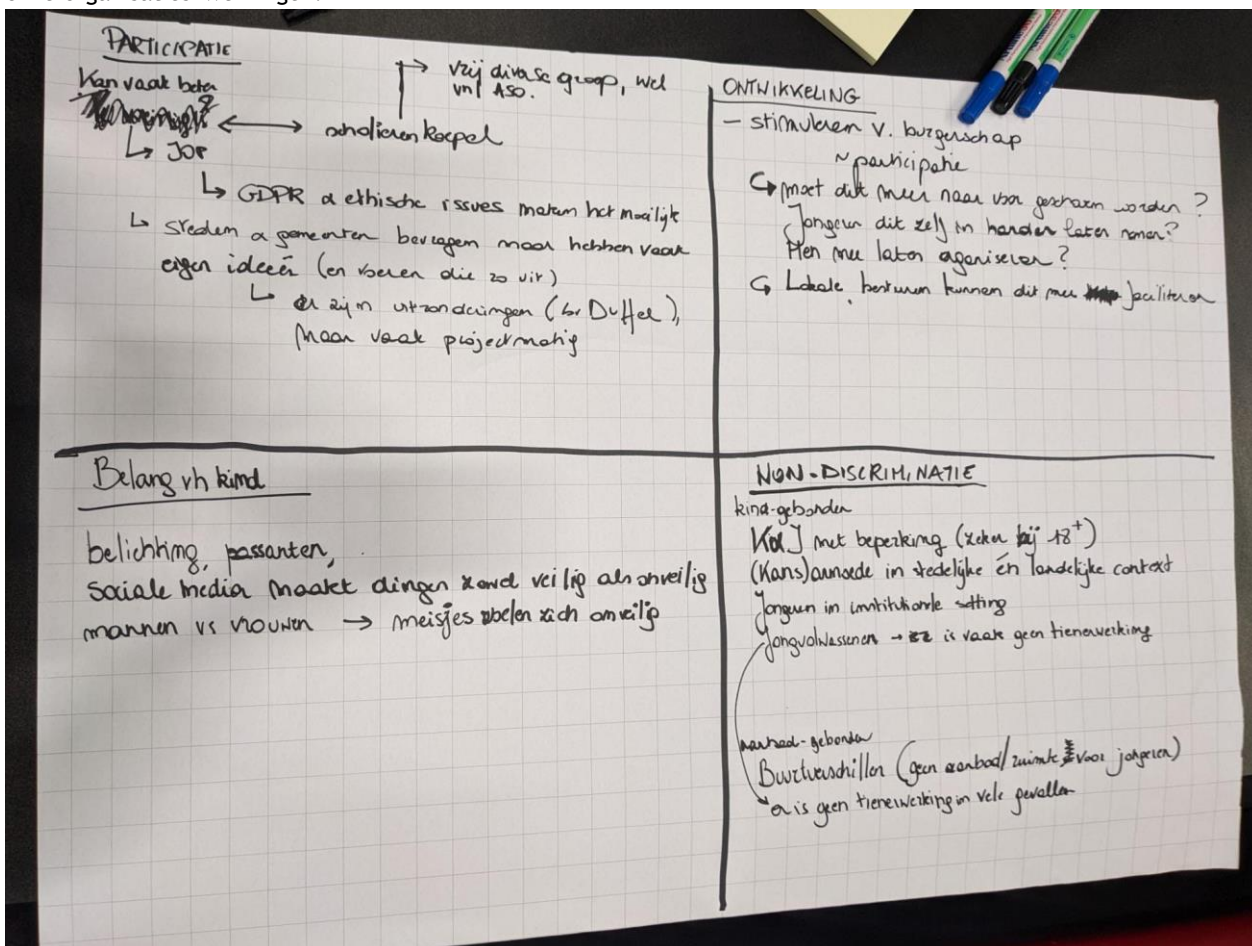 PARTICIPATIE
Kan vaak beter
↳ JOP
↔ scholierenkoepel
→ vrij diverse groep, wel
vnl ASO.
↳ GDPR & ethische issues maken het moeilijk
↳ steden & gemeenten bevragen maar hebben vaak
eigen ideeën (en voeren die zo uit)
↳ er zijn uitzonderingen (bv Duffel),
maar vaak projectmatig
ONTWIKKELING
- stimuleren v. burgerschap
~ participatie
↳ moet dit meer naar voor geschoven worden?
Jongeren dit zelf in handen laten nemen?
Hen mee laten organiseren?
↳ Lokale besturen kunnen dit mee faciliteren
Belang vh kind
belichting, passanten,
sociale media maakt dingen zowel veilig als onveilig
mannen vs vrouwen → meisjes voelen zich onveilig
NON-DISCRIMINATIE
kind-gebonden
K&J met beperking (zeker bij 18+)
(Kans)armoede in stedelijke én landelijke context
Jongeren in institutionele setting
Jongvolwassenen → er is vaak geen tienerwerking
aanbod-gebonden
Buurtverschillen (geen aanbod/ruimte voor jongeren)
er is geen tienerwerking in vele gevallen